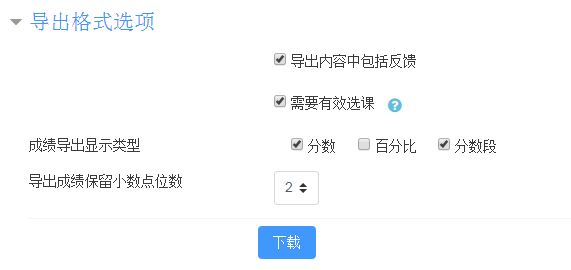 导出格式选项
导出内容中包括反馈
需要有效选课 ?
成绩导出显示类型 分数 百分比 分数段
导出成绩保留小数点位数 2
下载